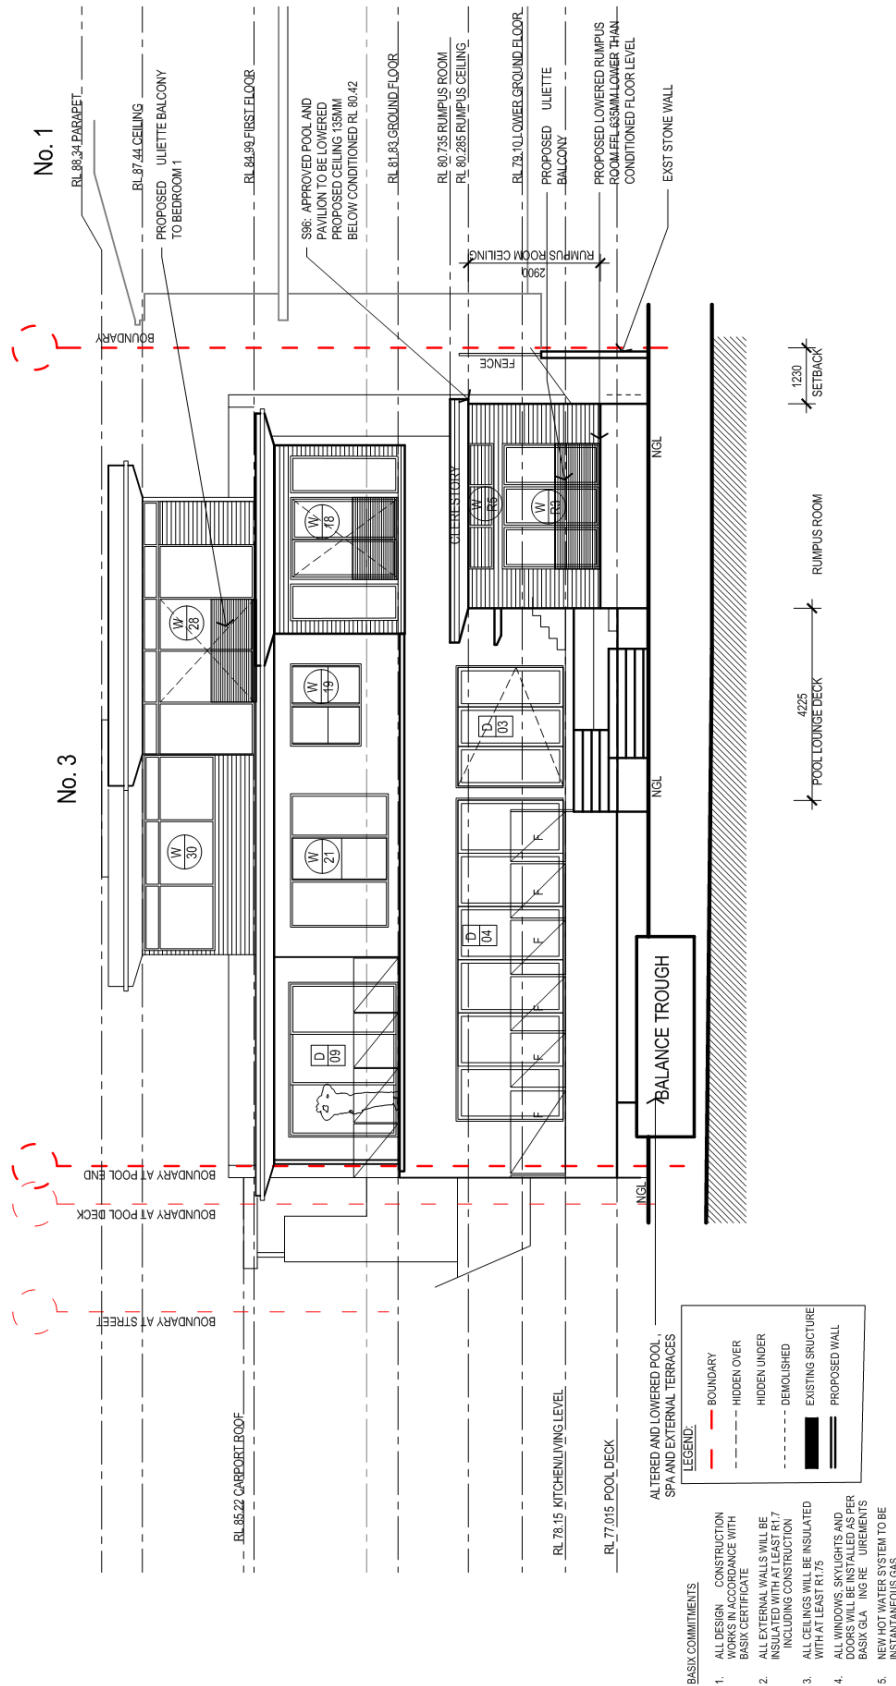 No. 1
No. 3
RL 88.34 PARAPET
RL 87.44 CEILING
PROPOSED ULIETTE BALCONY
TO BEDROOM 1
RL 84.99 FIRST FLOOR
S96: APPROVED POOL AND
PAVILION TO BE LOWERED
PROPOSED CEILING 135MM
BELOW CONDITIONED RL 80.42
RL 81.83 GROUND FLOOR
RL 80.735 RUMPUS ROOM
RL 80.285 RUMPUS CEILING
RL 79.10 LOWER GROUND FLOOR
PROPOSED ULIETTE
BALCONY
PROPOSED LOWERED RUMPUS
ROOM FFL 635MM LOWER THAN
CONDITIONED FLOOR LEVEL
EXST STONE WALL
2900
RUMPUS ROOM CEILING
BOUNDARY
FENCE
CLERESTORY
W
28
W
30
W
18
W
19
W
21
D
09
W
R5
W
D
03
D
04
F
F
F
F
F
F
NGL
NGL
NGL
BALANCE TROUGH
1230
SETBACK
RUMPUS ROOM
4225
POOL LOUNGE DECK
BOUNDARY AT POOL END
BOUNDARY AT POOL DECK
BOUNDARY AT STREET
RL 85.22 CARPORT ROOF
RL 78.15 KITCHEN/LIVING LEVEL
RL 77.015 POOL DECK
ALTERED AND LOWERED POOL,
SPA AND EXTERNAL TERRACES
LEGEND:
BOUNDARY
HIDDEN OVER
HIDDEN UNDER
DEMOLISHED
EXISTING SRUCTURE
PROPOSED WALL
BASIX COMMITMENTS
1. ALL DESIGN CONSTRUCTION
WORKS IN ACCORDANCE WITH
BASIX CERTIFICATE
2. ALL EXTERNAL WALLS WILL BE
INSULATED WITH AT LEAST R1.7
INCLUDING CONSTRUCTION
3. ALL CEILINGS WILL BE INSULATED
WITH AT LEAST R1.75
4. ALL WINDOWS, SKYLIGHTS AND
DOORS WILL BE INSTALLED AS PER
BASIX GLA ING RE UIREMENTS
5. NEW HOT WATER SYSTEM TO BE
INSTANTANEOUS GAS